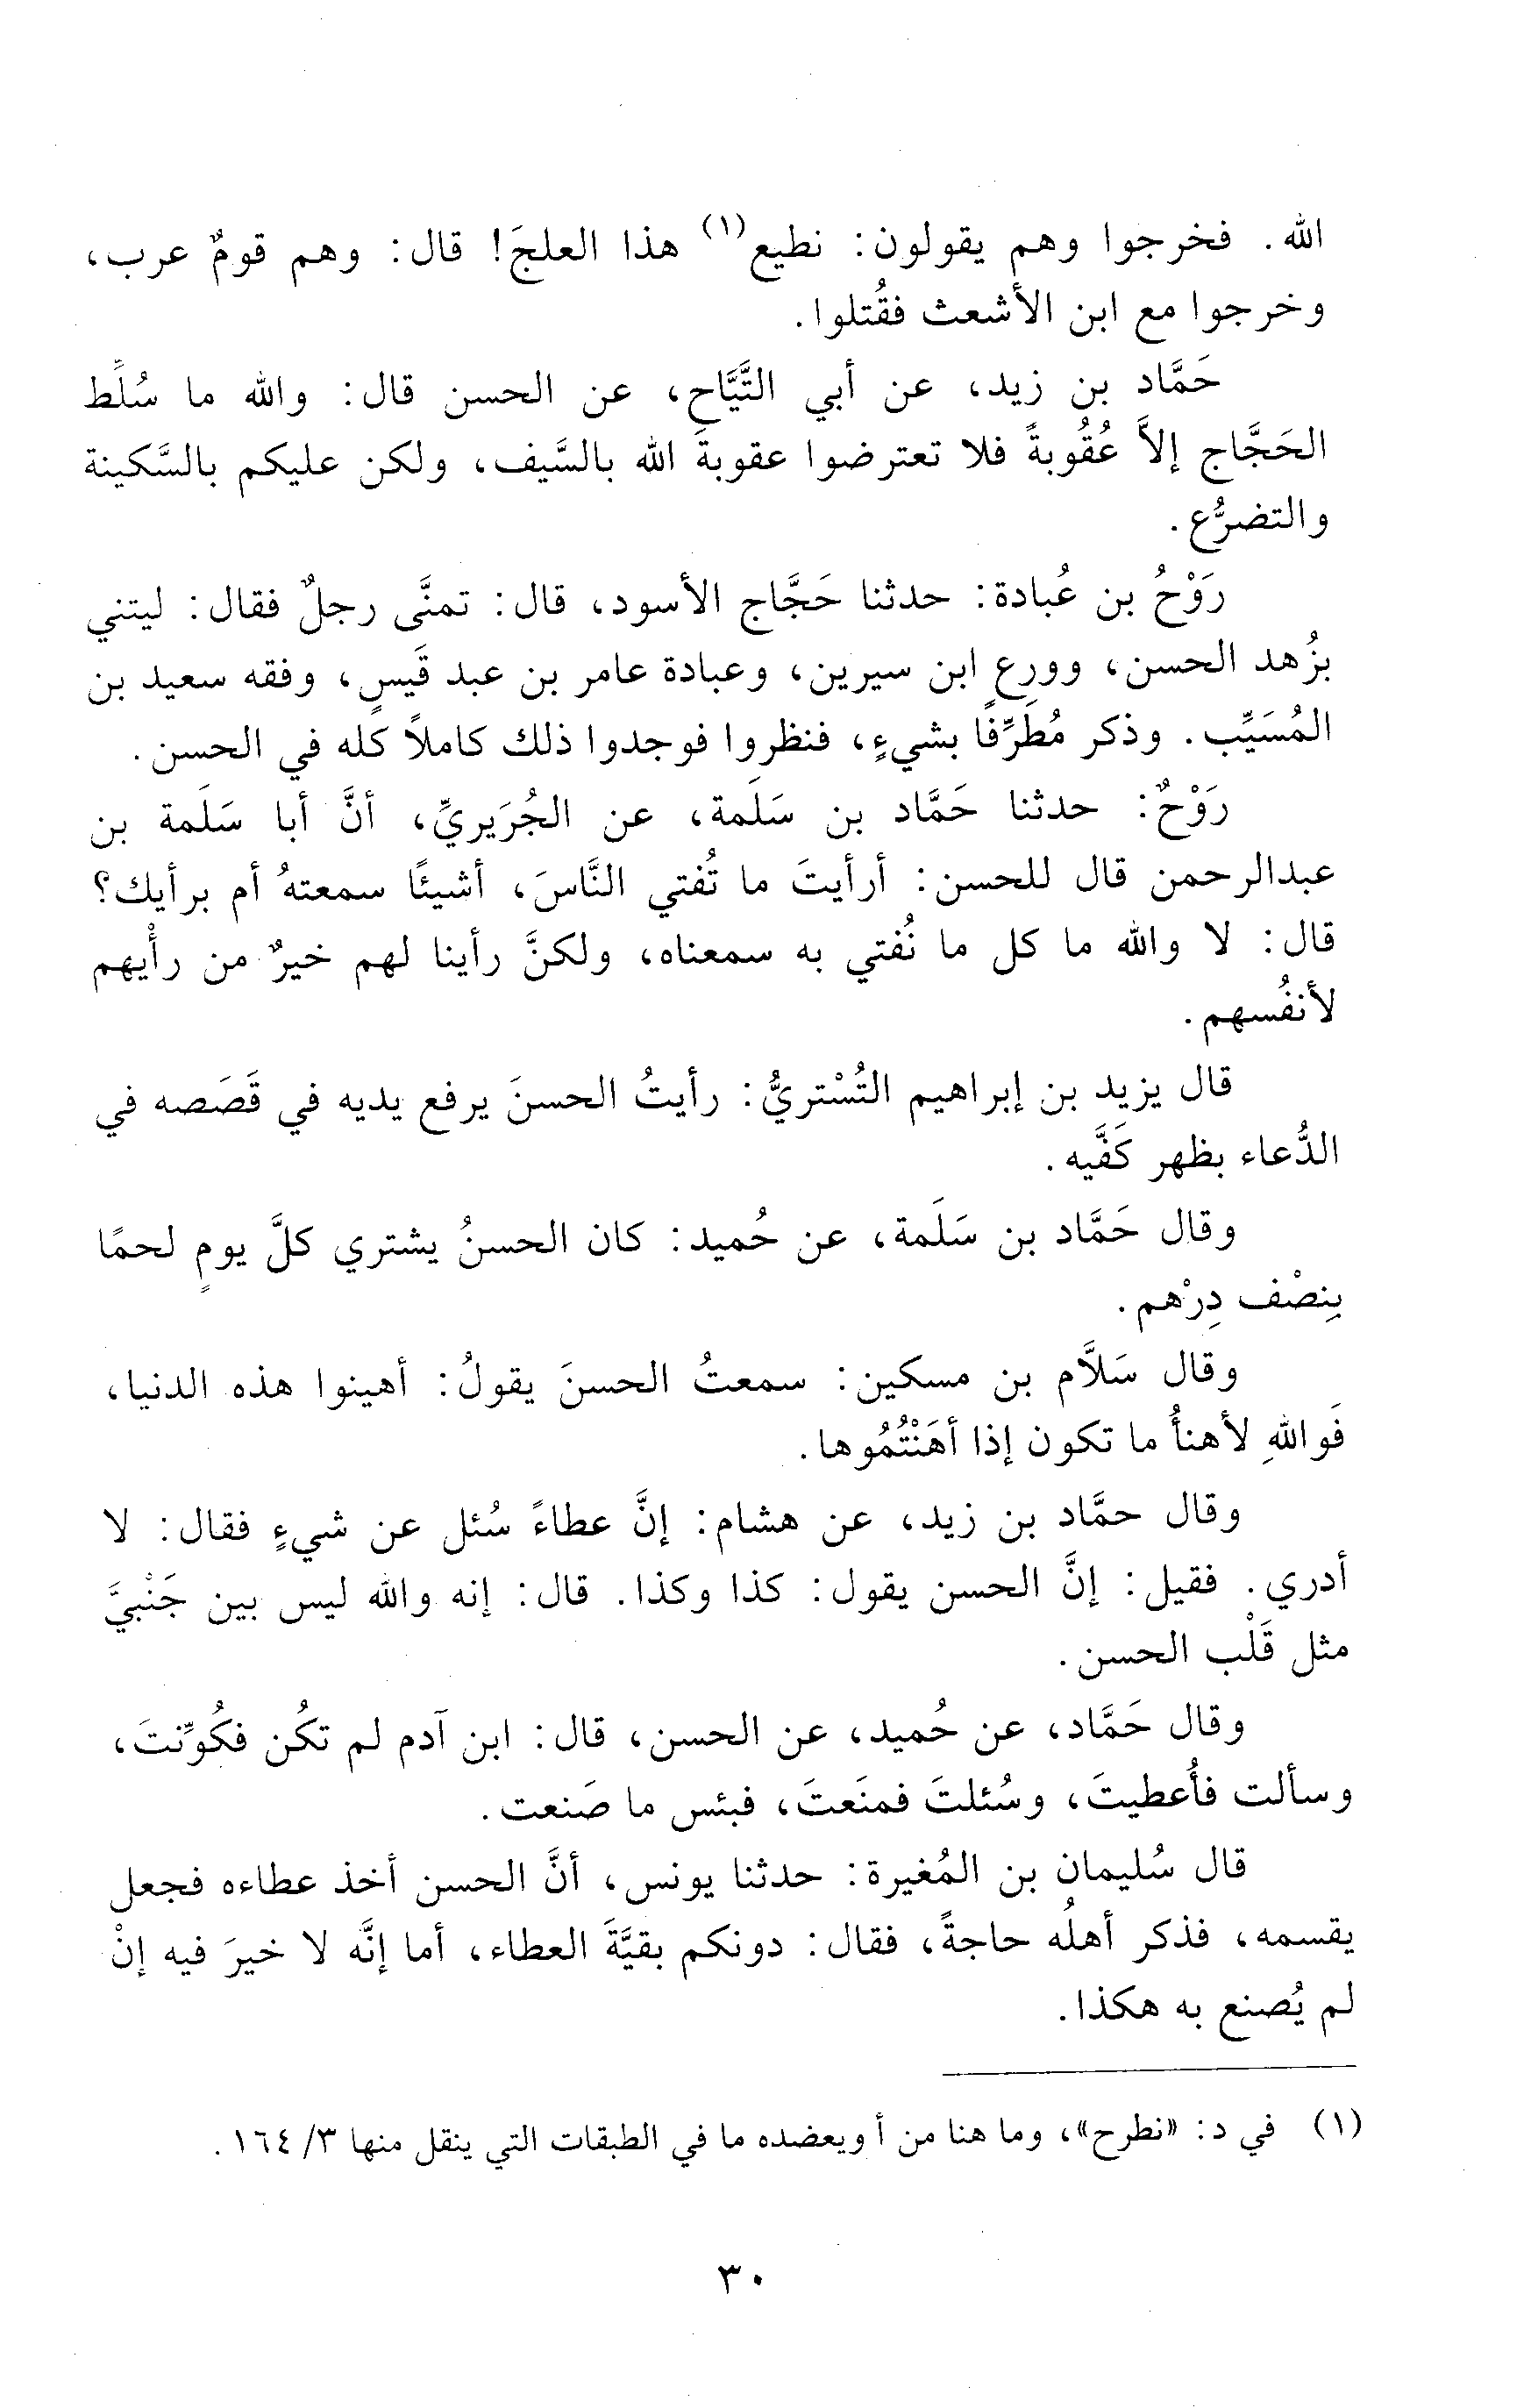 الله. فخرجوا وهم يقولون: نطيع(١) هذا العلجَ! قال: وهم قومٌ عرب،
وخرجوا مع ابن الأشعث فقُتلوا.
حَمَّاد بن زيد، عن أبي التَّيَّاح، عن الحسن قال: والله ما سُلِّط
الحَجَّاج إلاَّ عُقُوبةً فلا تعترضوا عقوبةَ الله بالسَّيف، ولكن عليكم بالسَّكينة
والتضرُّع.
رَوْحُ بن عُبادة: حدثنا حَجَّاج الأسود، قال: تمنَّى رجلٌ فقال: ليتني
بزُهد الحسن، وورع ابن سيرين، وعبادة عامر بن عبد قَيسٍ، وفقه سعيد بن
المُسَيِّب. وذكر مُطَرِّفًا بشيءٍ، فنظروا فوجدوا ذلك كاملاً كله في الحسن.
رَوْحٌ: حدثنا حَمَّاد بن سَلَمة، عن الجُرَيريِّ، أنَّ أبا سَلَمة بن
عبدالرحمن قال للحسن: أرأيتَ ما تُفتي النَّاسَ، أشيئًا سمعتهُ أم برأيك؟
قال: لا والله ما كل ما نُفتي به سمعناه، ولكنَّ رأينا لهم خيرٌ من رأْيهم
لأنفُسهم.
قال يزيد بن إبراهيم التُسْتريُّ: رأيتُ الحسنَ يرفع يديه في قَصَصه في
الدُّعاء بظهر كَفَّيه.
وقال حَمَّاد بن سَلَمة، عن حُميد: كان الحسنُ يشتري كلَّ يومٍ لحمًا
بِنصْف دِرْهم.
وقال سَلاَّم بن مسكين: سمعتُ الحسنَ يقولُ: أهينوا هذه الدنيا،
فَواللهِ لأهنأُ ما تكون إذا أهَنْتُمُوها.
وقال حمَّاد بن زيد، عن هشام: إنَّ عطاءً سُئل عن شيءٍ فقال: لا
أدري. فقيل: إنَّ الحسن يقول: كذا وكذا. قال: إنه والله ليس بين جَنْبيَّ
مثل قَلْب الحسن.
وقال حَمَّاد، عن حُميد، عن الحسن، قال: ابن آدم لم تكُن فكُوِّنتَ،
وسألت فأُعطيتَ، وسُئلتَ فمنَعتَ، فبئس ما صَنعت.
قال سُليمان بن المُغيرة: حدثنا يونس، أنَّ الحسن أخذ عطاءه فجعل
يقسمه، فذكر أهلُه حاجةً، فقال: دونكم بقيَّةَ العطاء، أما إنَّه لا خيرَ فيه إنْ
لم يُصنع به هكذا.
(١) في د: «نطرح»، وما هنا من أ ويعضده ما في الطبقات التي ينقل منها ٣/ ١٦٤.
٣٠